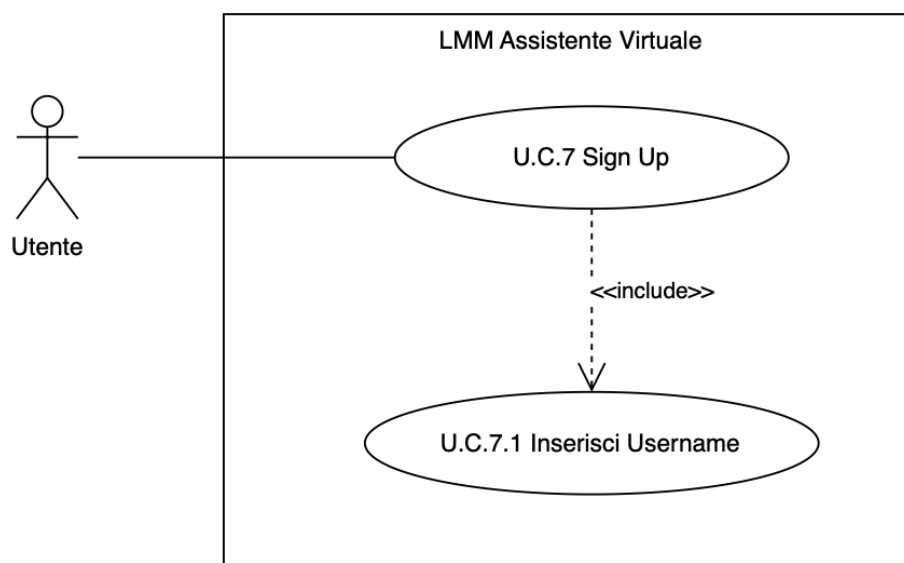 LMM Assistente Virtuale
U.C.7 Sign Up
Utente
<<include>>
U.C.7.1 Inserisci Username